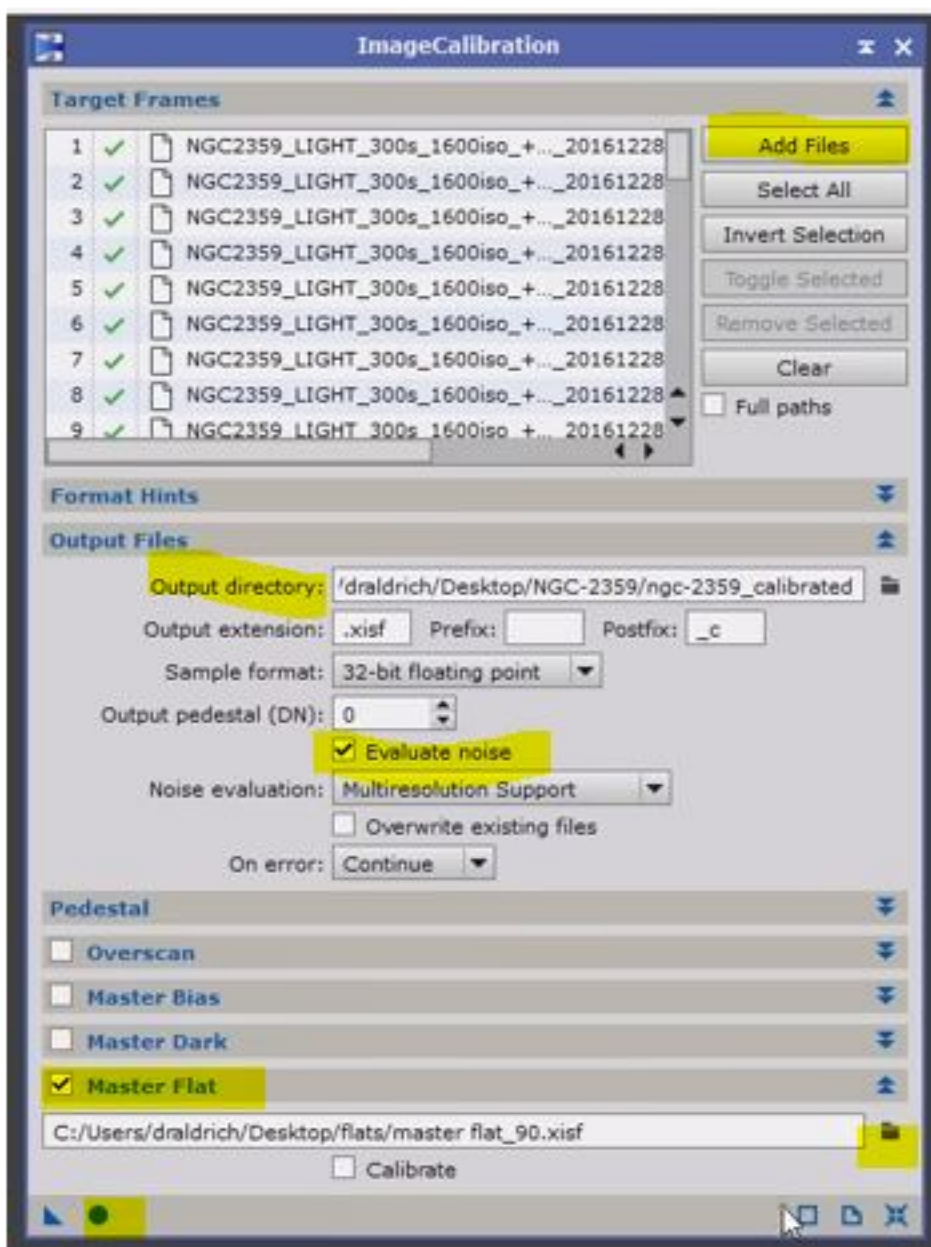 ImageCalibration
Target Frames
1 NGC2359_LIGHT_300s_1600iso_+..._20161228
2 NGC2359_LIGHT_300s_1600iso_+..._20161228
3 NGC2359_LIGHT_300s_1600iso_+..._20161228
4 NGC2359_LIGHT_300s_1600iso_+..._20161228
5 NGC2359_LIGHT_300s_1600iso_+..._20161228
6 NGC2359_LIGHT_300s_1600iso_+..._20161228
7 NGC2359_LIGHT_300s_1600iso_+..._20161228
8 NGC2359_LIGHT_300s_1600iso_+..._20161228
9 NGC2359_LIGHT_300s_1600iso_+..._20161228
Add Files
Select All
Invert Selection
Toggle Selected
Remove Selected
Clear
Full paths
Format Hints
Output Files
Output directory: /draldrich/Desktop/NGC-2359/ngc-2359_calibrated
Output extension: .xisf Prefix: Postfix: _c
Sample format: 32-bit floating point
Output pedestal (DN): 0
Evaluate noise
Noise evaluation: Multiresolution Support
Overwrite existing files
On error: Continue
Pedestal
Overscan
Master Bias
Master Dark
Master Flat
C:/Users/draldrich/Desktop/flats/master flat_90.xisf
Calibrate